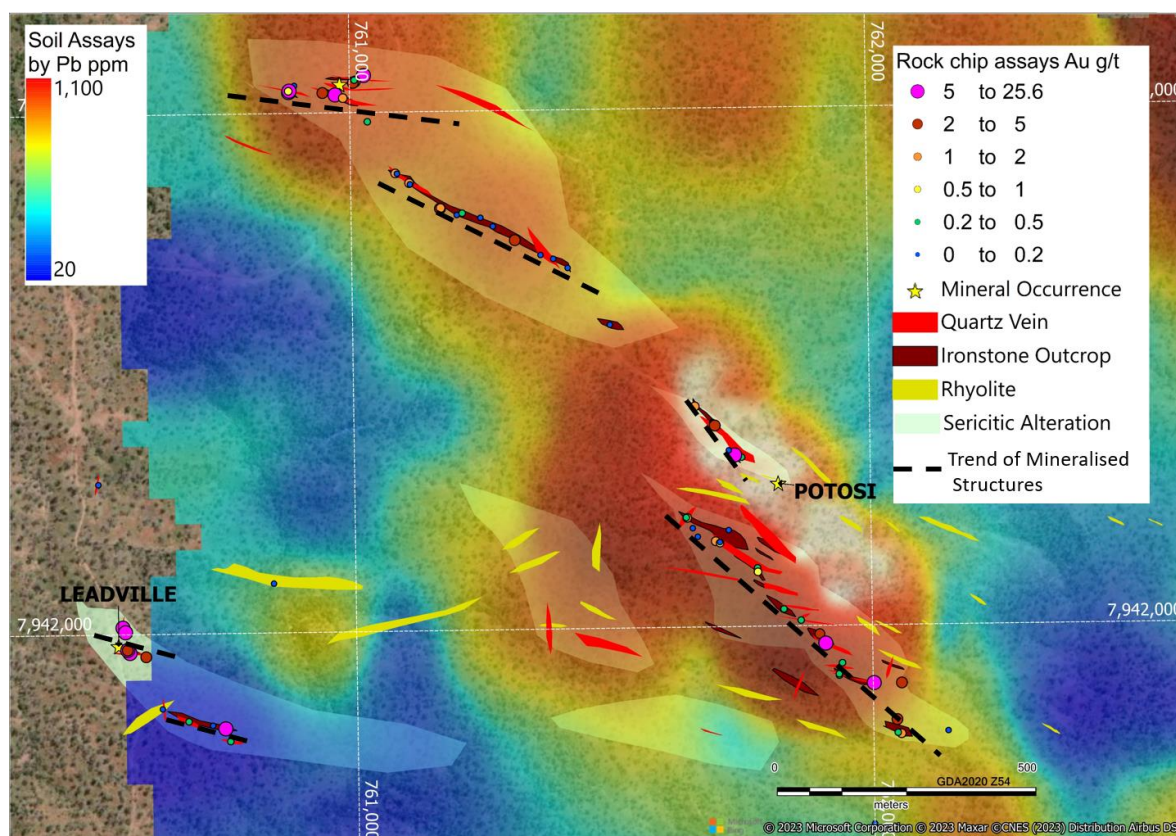 Soil Assays
by Pb ppm
1,100
20
761,000
762,000
Rock chip assays Au g/t
5 to 25.6
2 to 5
1 to 2
0.5 to 1
0.2 to 0.5
0 to 0.2
Mineral Occurrence
Quartz Vein
Ironstone Outcrop
Rhyolite
Sericitic Alteration
Trend of Mineralised
Structures
POTOSI
LEADVILLE
7,942,000
7,942,000
761,000
0 500
GDA2020 Z54
meters
© 2023 Microsoft Corporation © 2023 Maxar ©CNES (2023) Distribution Airbus DS